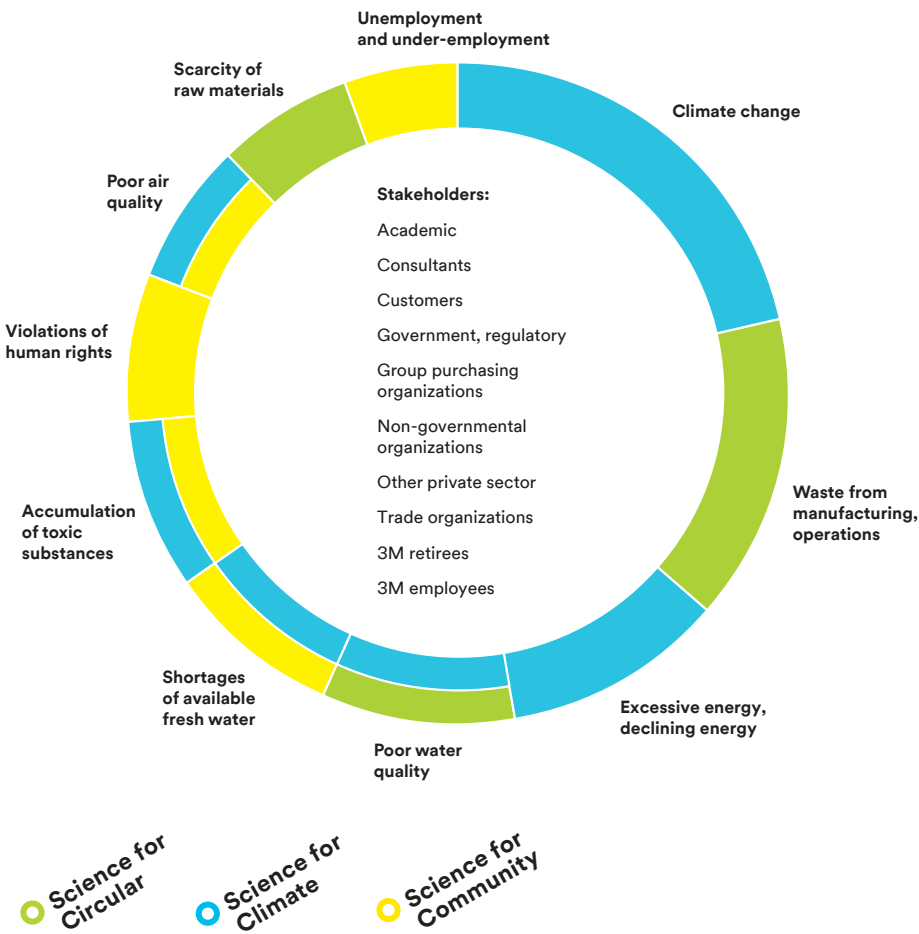 Unemployment
and under-employment
Scarcity of
raw materials
Climate change
Poor air
quality
Stakeholders:
Academic
Consultants
Customers
Government, regulatory
Group purchasing
organizations
Non-governmental
organizations
Other private sector
Trade organizations
3M retirees
3M employees
Violations of
human rights
Waste from
manufacturing,
operations
Accumulation
of toxic
substances
Shortages
of available
fresh water
Excessive energy,
declining energy
Poor water
quality
Science for
Circular
Science for
Climate
Science for
Community